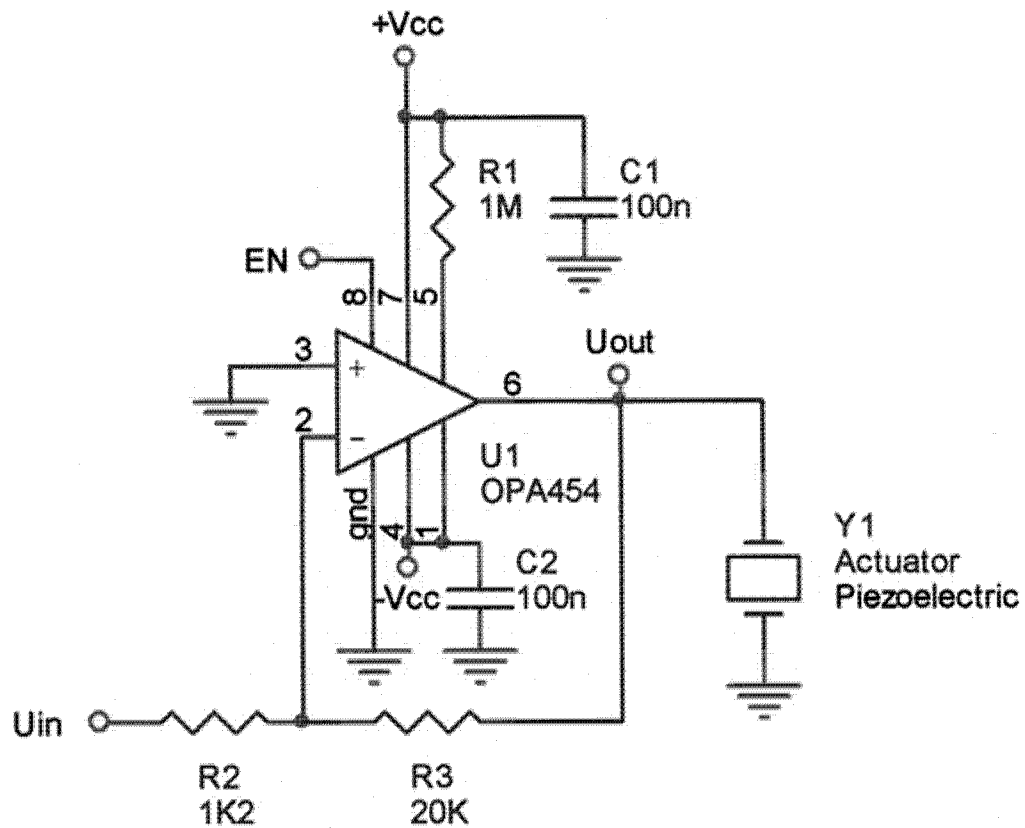 +Vcc
R1
1M
C1
100n
EN
8
7
5
3
+
2
-
6
Uout
U1
OPA454
gnd
4
1
-Vcc
C2
100n
Y1
Actuator
Piezoelectric
Uin
R2
1K2
R3
20K